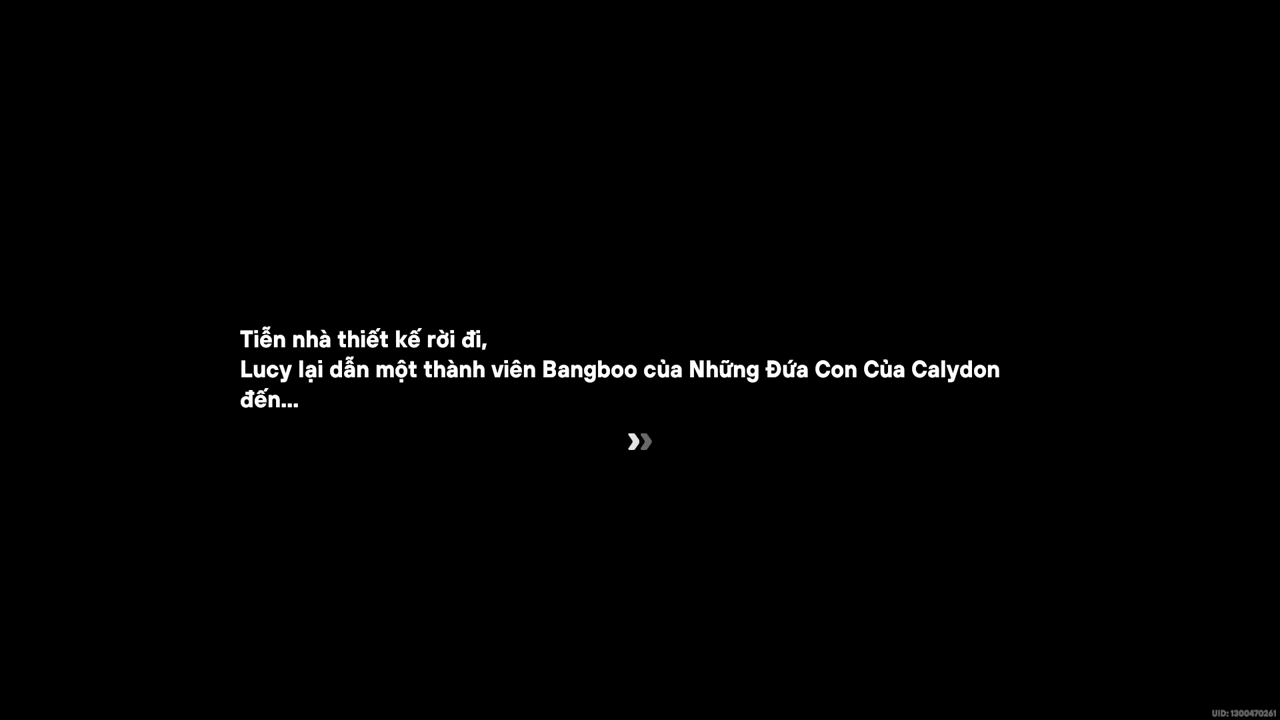 Tiễn nhà thiết kế rời đi,
Lucy lại dẫn một thành viên Bangboo của Những Đứa Con Của Calydon
đến...
UID: 1300470261